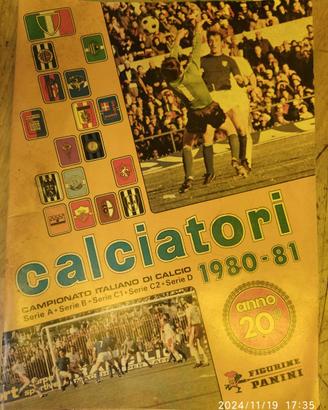 calciatori
1980-81
CAMPIONATO ITALIANO DI CALCIO
Serie A • Serie B • Serie C1 • Serie C2 • Serie D
anno
20°
FIGURINE
PANINI
2024/11/19 17:35